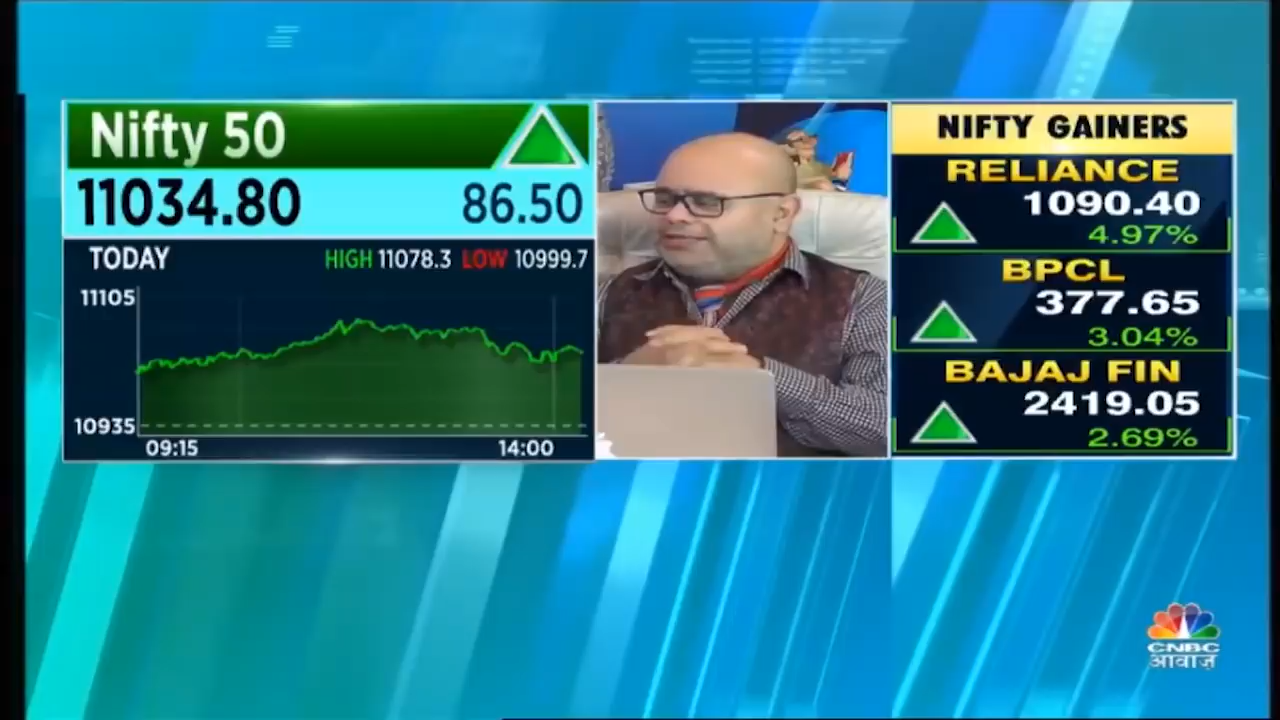 Nifty 50
11034.80 86.50
TODAY HIGH 11078.3 LOW 10999.7
11105
10935
09:15 14:00
NIFTY GAINERS
RELIANCE
1090.40
4.97%
BPCL
377.65
3.04%
BAJAJ FIN
2419.05
2.69%
CNBC
आवाज़